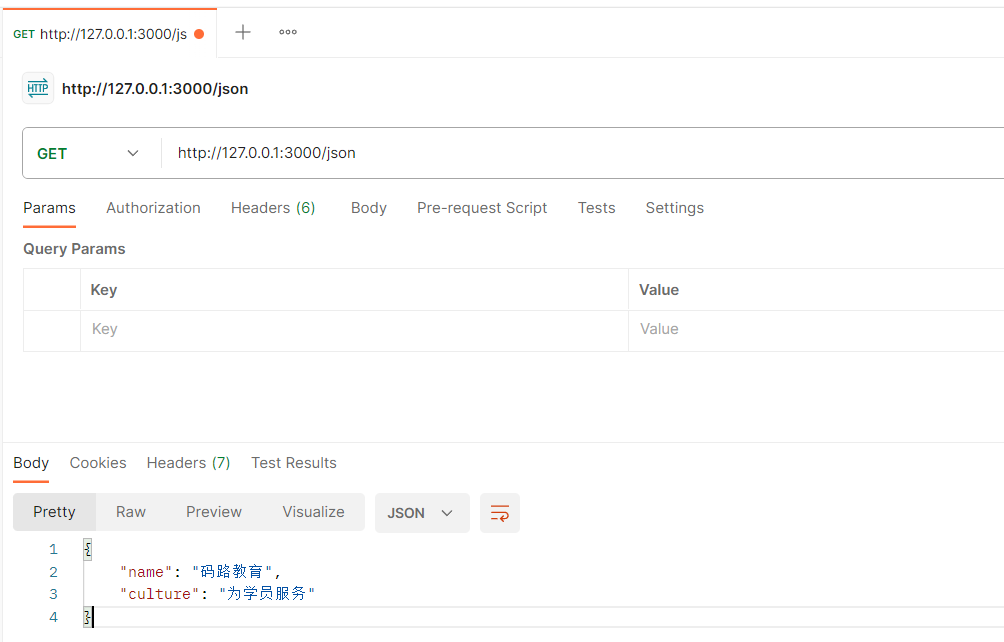 GET http://127.0.0.1:3000/js
HTTP http://127.0.0.1:3000/json
GET http://127.0.0.1:3000/json
Params Authorization Headers (6) Body Pre-request Script Tests Settings
Query Params
Key Value
Key Value
Body Cookies Headers (7) Test Results
Pretty Raw Preview Visualize JSON
1 {
2 "name": "码路教育",
3 "culture": "为学员服务"
4 }